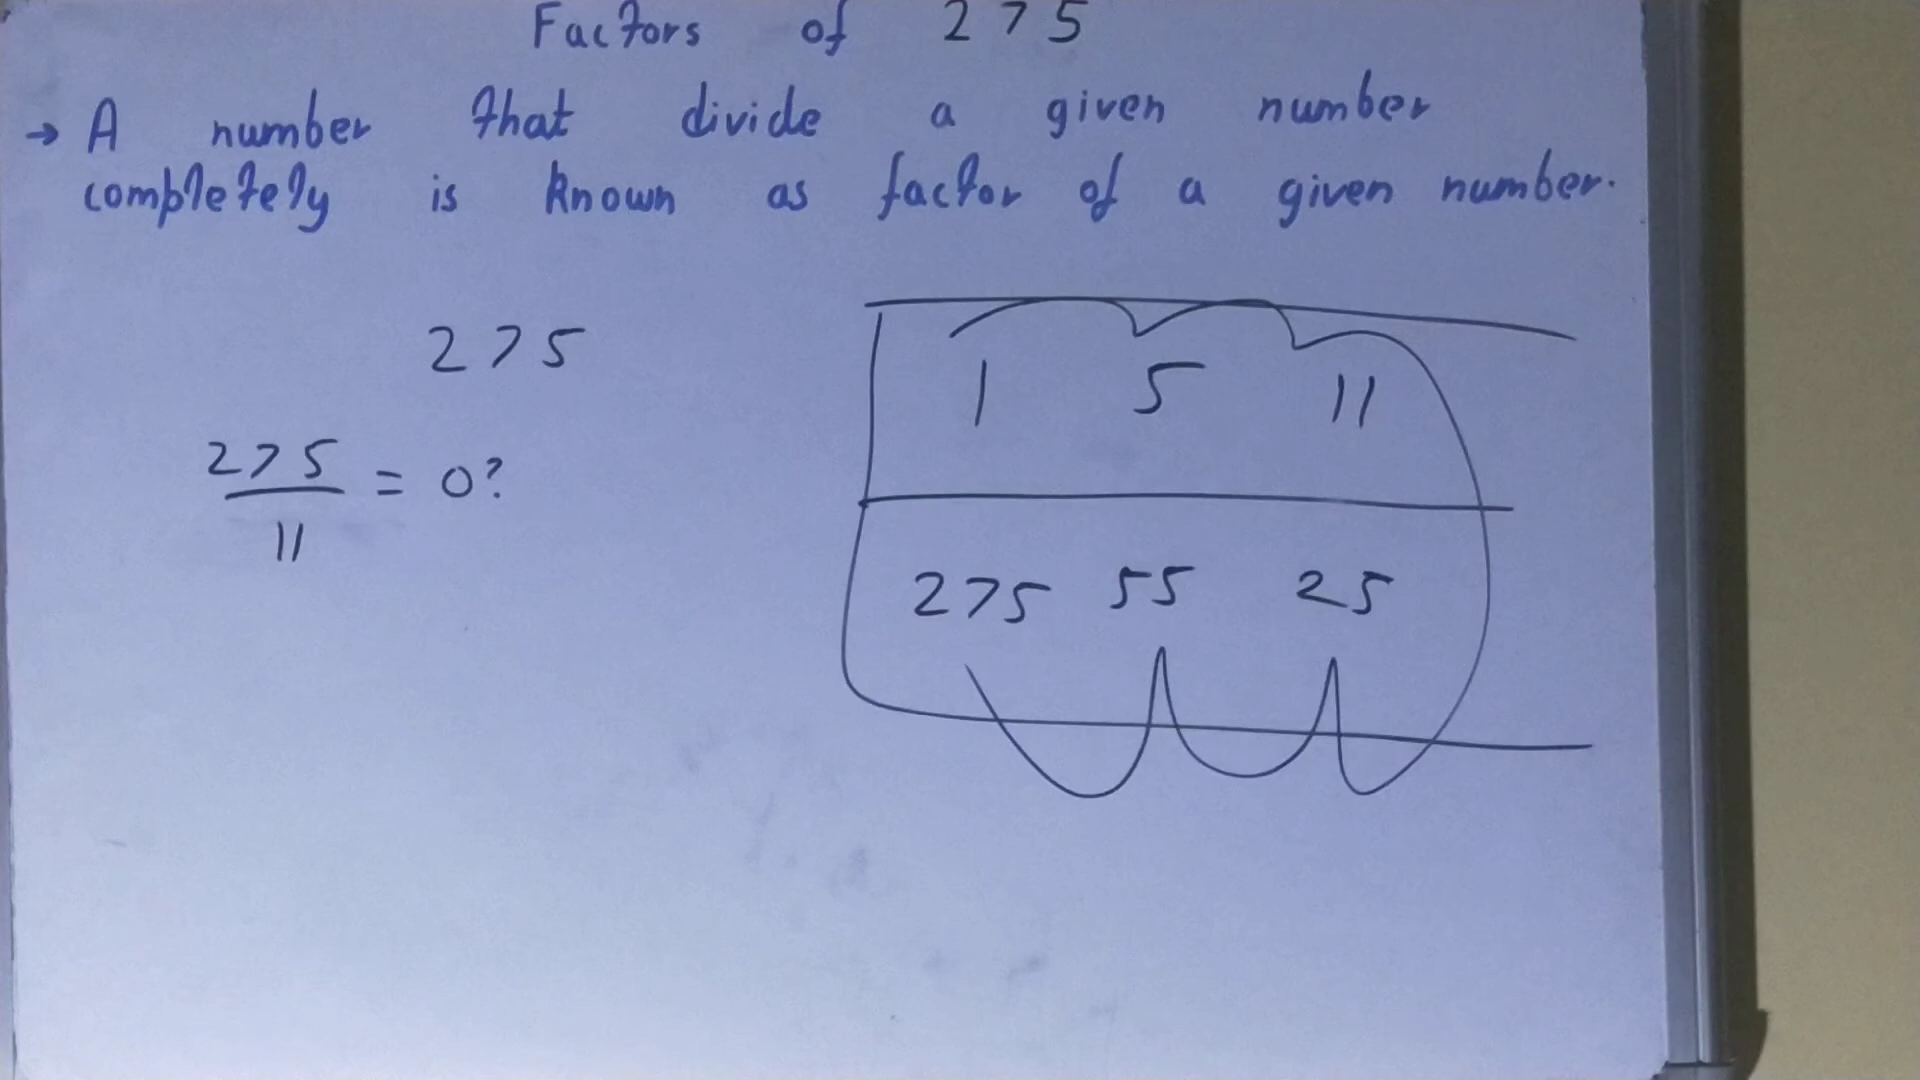 Factors of 275
→ A number that divide a given number
completely is known as factor of a given number.
275
275
11
= 0?
1 5 11
275 55 25